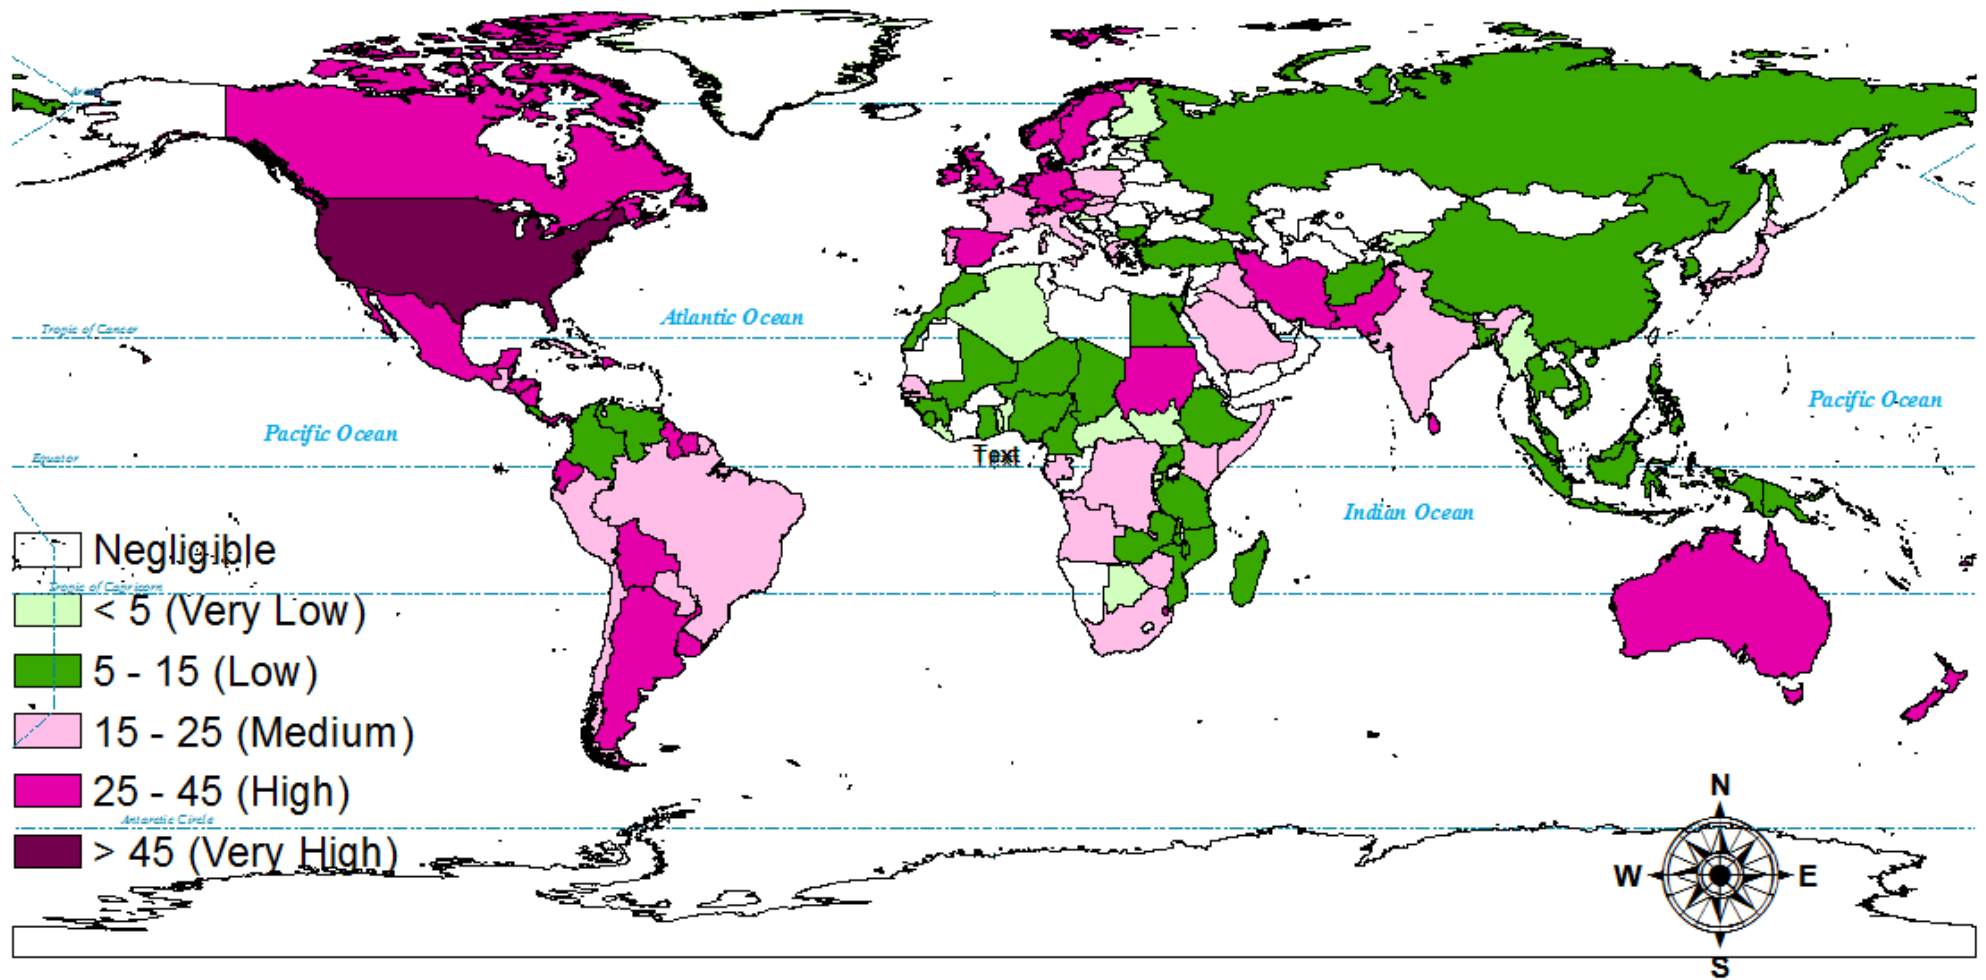 Tropic of Cancer
Atlantic Ocean
Pacific Ocean
Pacific Ocean
Equator
Text
Indian Ocean
Negligible
Tropic of Capricorn
< 5 (Very Low)
5 - 15 (Low)
15 - 25 (Medium)
25 - 45 (High)
Antarctic Circle
> 45 (Very High)
N
W
E
S